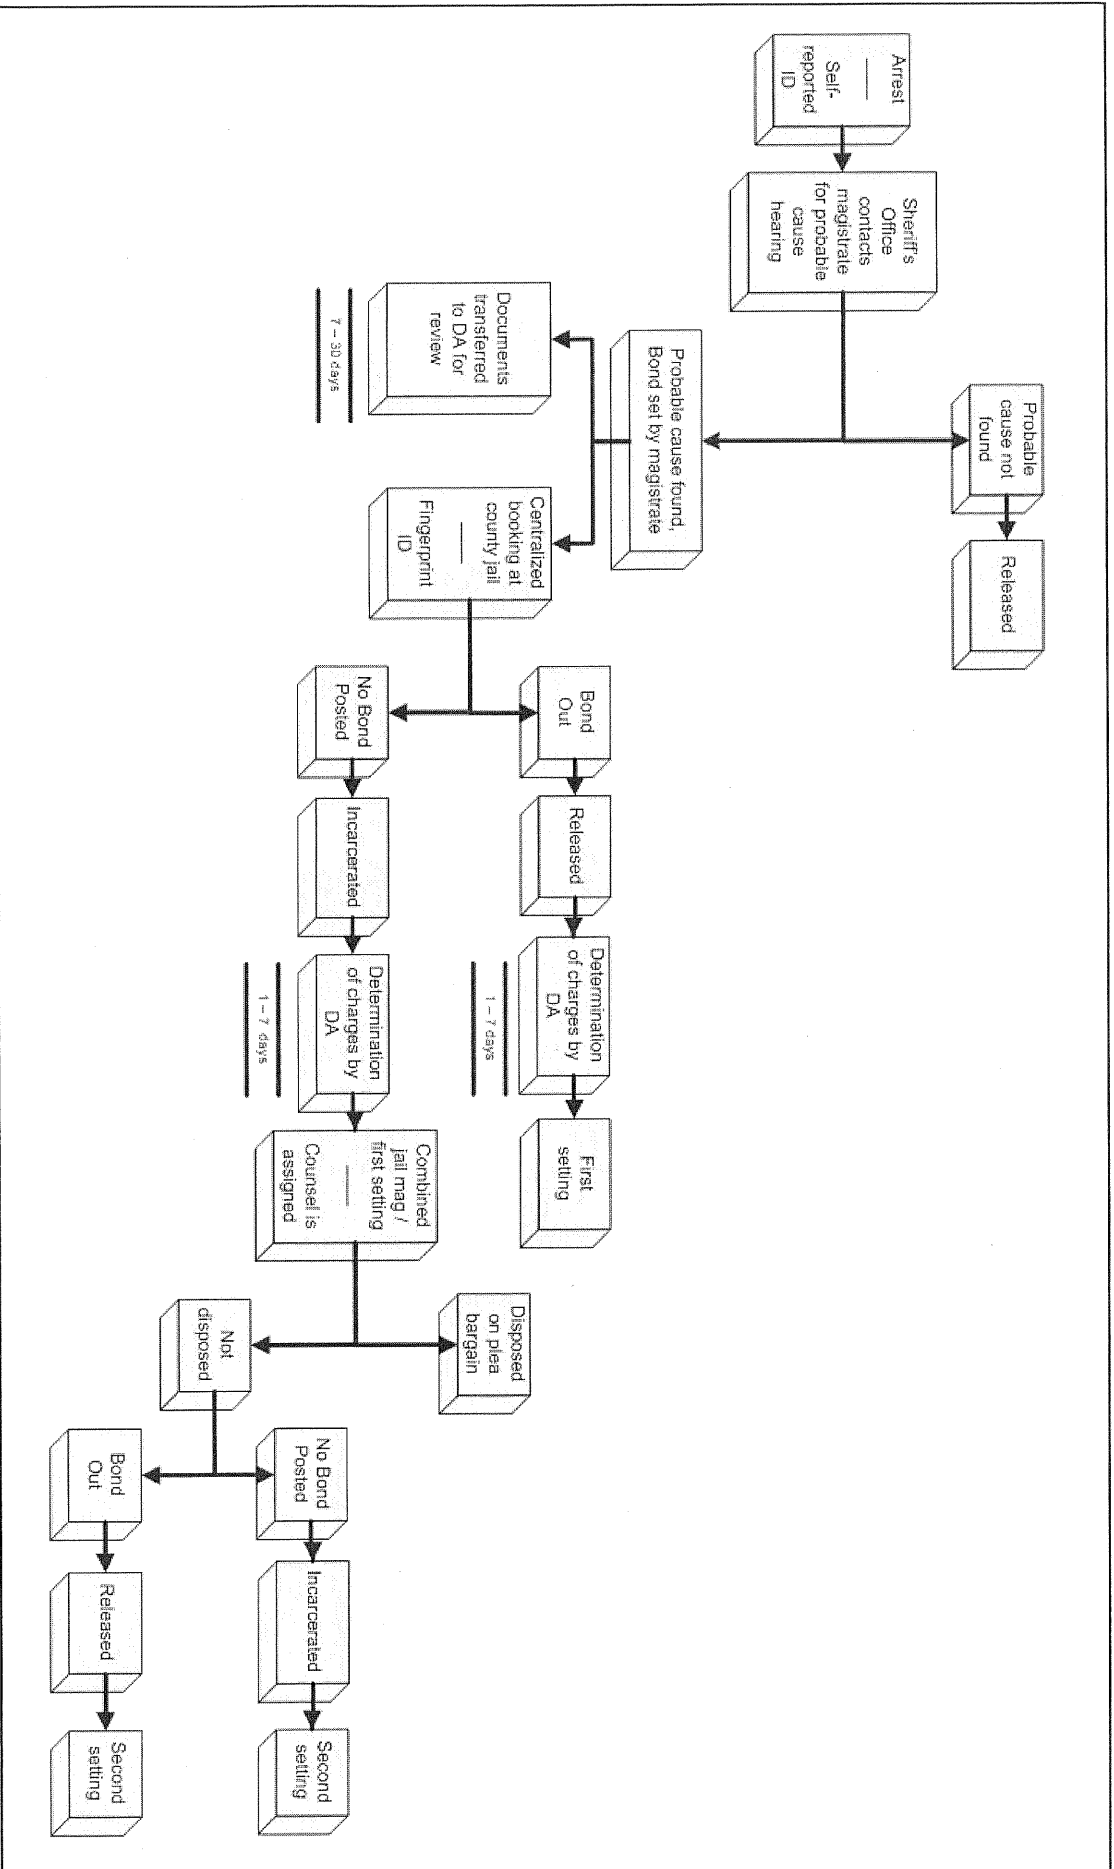 Arrest
Self-
reported
ID
Sheriff's
Office
contacts
magistrate
for probable
cause
hearing
Probable
cause not
found
Released
Probable cause found,
Bond set by magistrate
Documents
transferred
to DA for
review
7 – 30 days
Centralized
booking at
county jail
Fingerprint
ID
Bond
Out
Released
Determination
of charges by
DA
1 – 7 days
First
setting
No Bond
Posted
Incarcerated
Determination
of charges by
DA
1 – 7 days
Combined
jail mag /
first setting
Counsel is
assigned
Disposed
on plea
bargain
Not
disposed
No Bond
Posted
Incarcerated
Second
setting
Bond
Out
Released
Second
setting